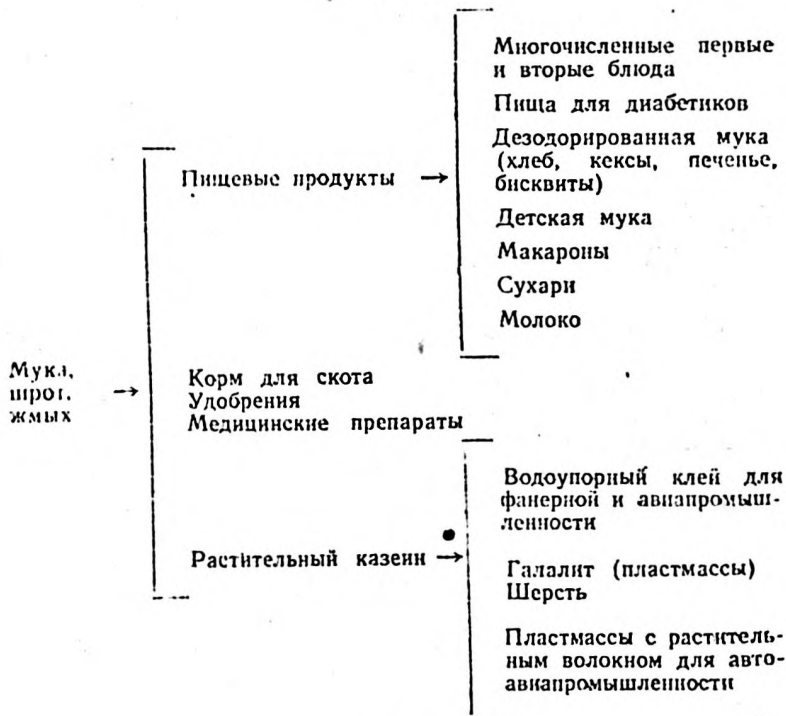 Многочисленные первые
и вторые блюда
Пища для диабетиков
Дезодорированная мука
(хлеб, кексы, печенье,
бисквиты)
Пищевые продукты →
Детская мука
Макароны
Сухари
Молоко
Мука,
шрот, →
жмых
Корм для скота
Удобрения
Медицинские препараты
Водоупорный клей для
фанерной и авиапромыш-
ленности
Растительный казеин →
Галалит (пластмассы)
Шерсть
Пластмассы с раститель-
ным волокном для авто-
авиапромышленности